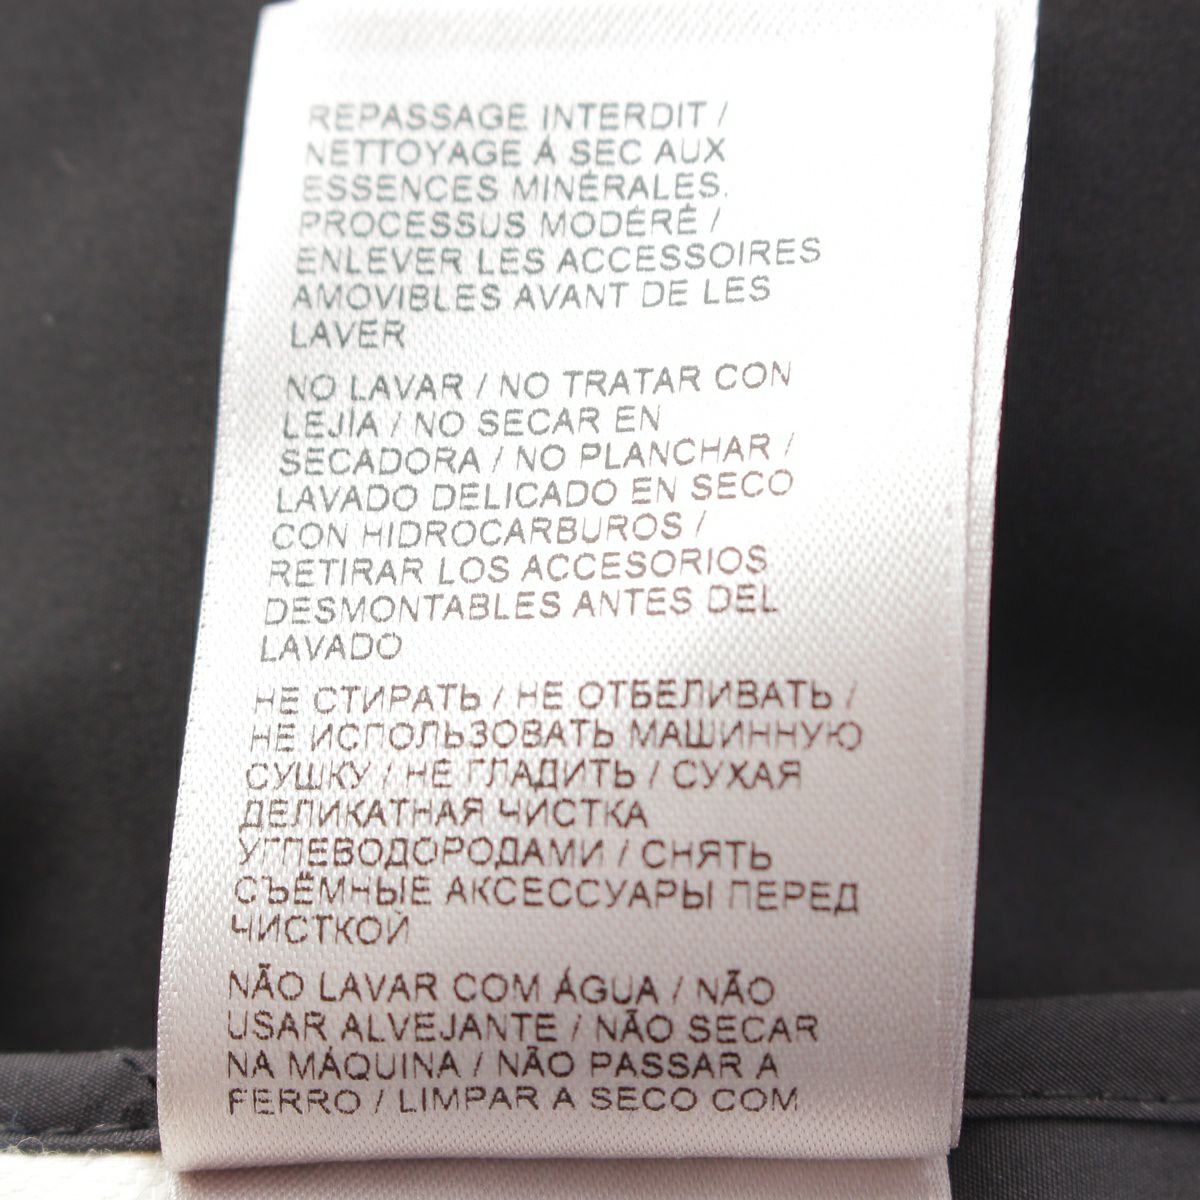 REPASSAGE INTERDIT /
NETTOYAGE À SEC AUX
ESSENCES MINÉRALES.
PROCESSUS MODÉRÉ /
ENLEVER LES ACCESSOIRES
AMOVIBLES AVANT DE LES
LAVER
NO LAVAR / NO TRATAR CON
LEJÍA / NO SECAR EN
SECADORA / NO PLANCHAR /
LAVADO DELICADO EN SECO
CON HIDROCARBUROS /
RETIRAR LOS ACCESORIOS
DESMONTABLES ANTES DEL
LAVADO
НЕ СТИРАТЬ / НЕ ОТБЕЛИВАТЬ /
НЕ ИСПОЛЬЗОВАТЬ МАШИННУЮ
СУШКУ / НЕ ГЛАДИТЬ / СУХАЯ
ДЕЛИКАТНАЯ ЧИСТКА
УГЛЕВОДОРОДАМИ / СНЯТЬ
СЪЁМНЫЕ АКСЕССУАРЫ ПЕРЕД
ЧИСТКОЙ
NÃO LAVAR COM ÁGUA / NÃO
USAR ALVEJANTE / NÃO SECAR
NA MÁQUINA / NÃO PASSAR A
FERRO / LIMPAR A SECO COM